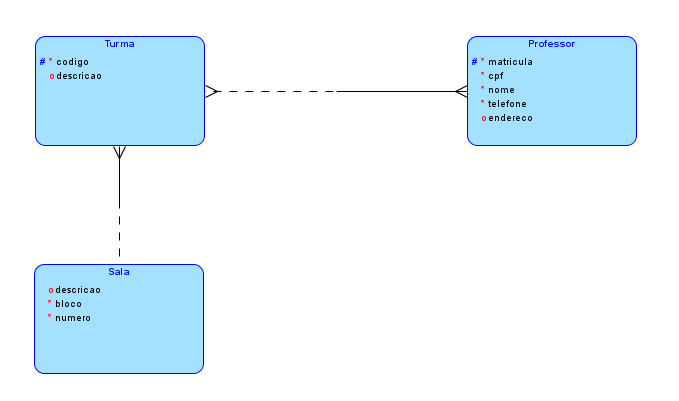 Turma
# * codigo
o descricao
Professor
# * matricula
* cpf
* nome
* telefone
o endereco
Sala
o descricao
* bloco
* numero